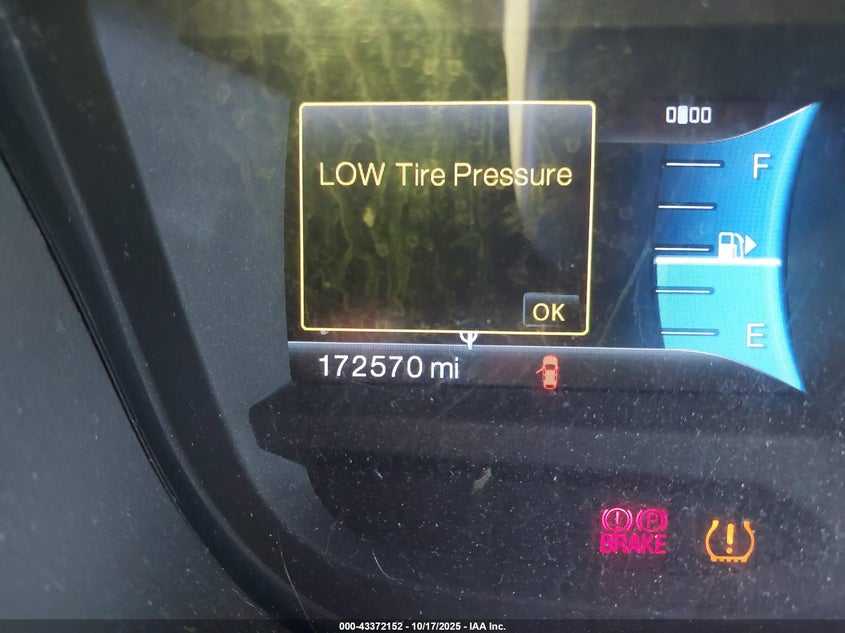 LOW Tire Pressure
OK
F
E
172570 mi
P
BRAKE
000-43372152 - 10/17/2025 - IAA Inc.